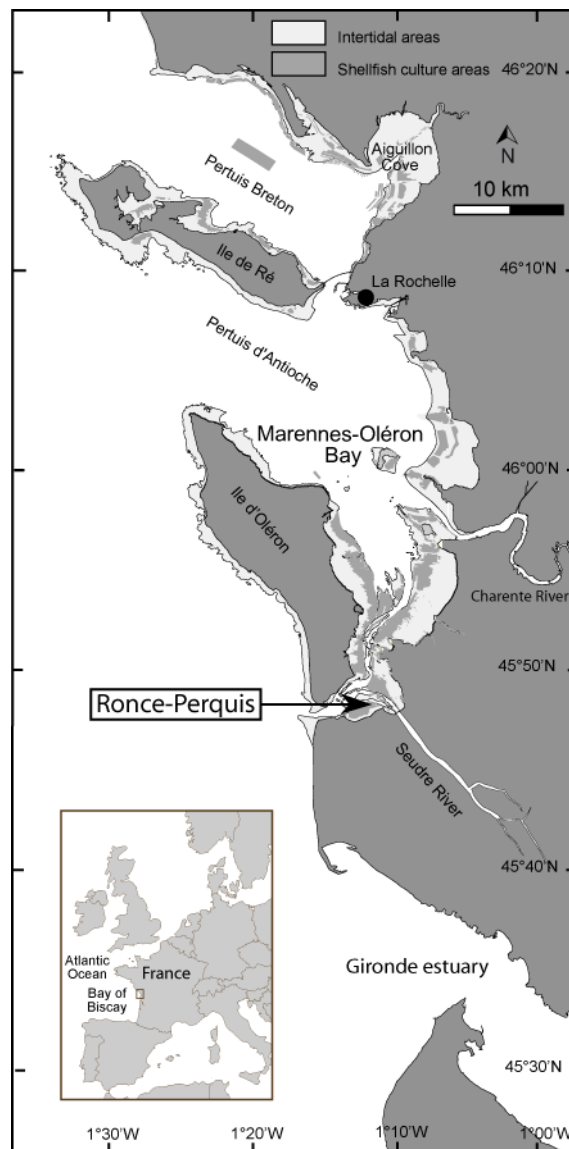 Intertidal areas
Shellfish culture areas
46°20'N
Aiguillon
Cove
N
10 km
Pertuis Breton
Ile de Ré
46°10'N
La Rochelle
Pertuis d'Antioche
Marennes-Oléron
Bay
46°00'N
Ile d'Oléron
Charente River
45°50'N
Ronce-Perquis
Seudre River
45°40'N
Atlantic
Ocean
France
Bay of
Biscay
Gironde estuary
45°30'N
1°30'W
1°20'W
1°10'W
1°00'W